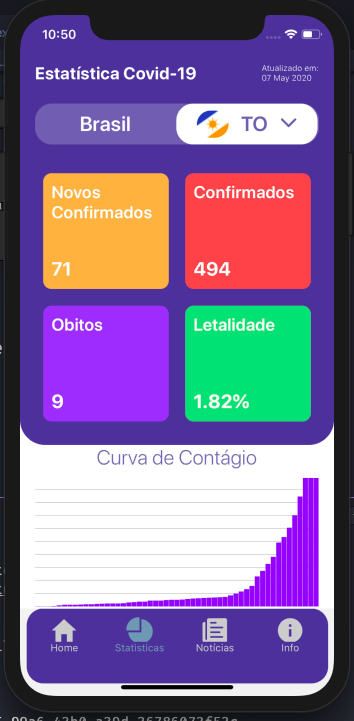 10:50
Estatística Covid-19
Atualizado em:
07 May 2020
Brasil
TO
Novos
Confirmados
71
Confirmados
494
Obitos
9
Letalidade
1.82%
Curva de Contágio
Home
Statisticas
Notícias
Info